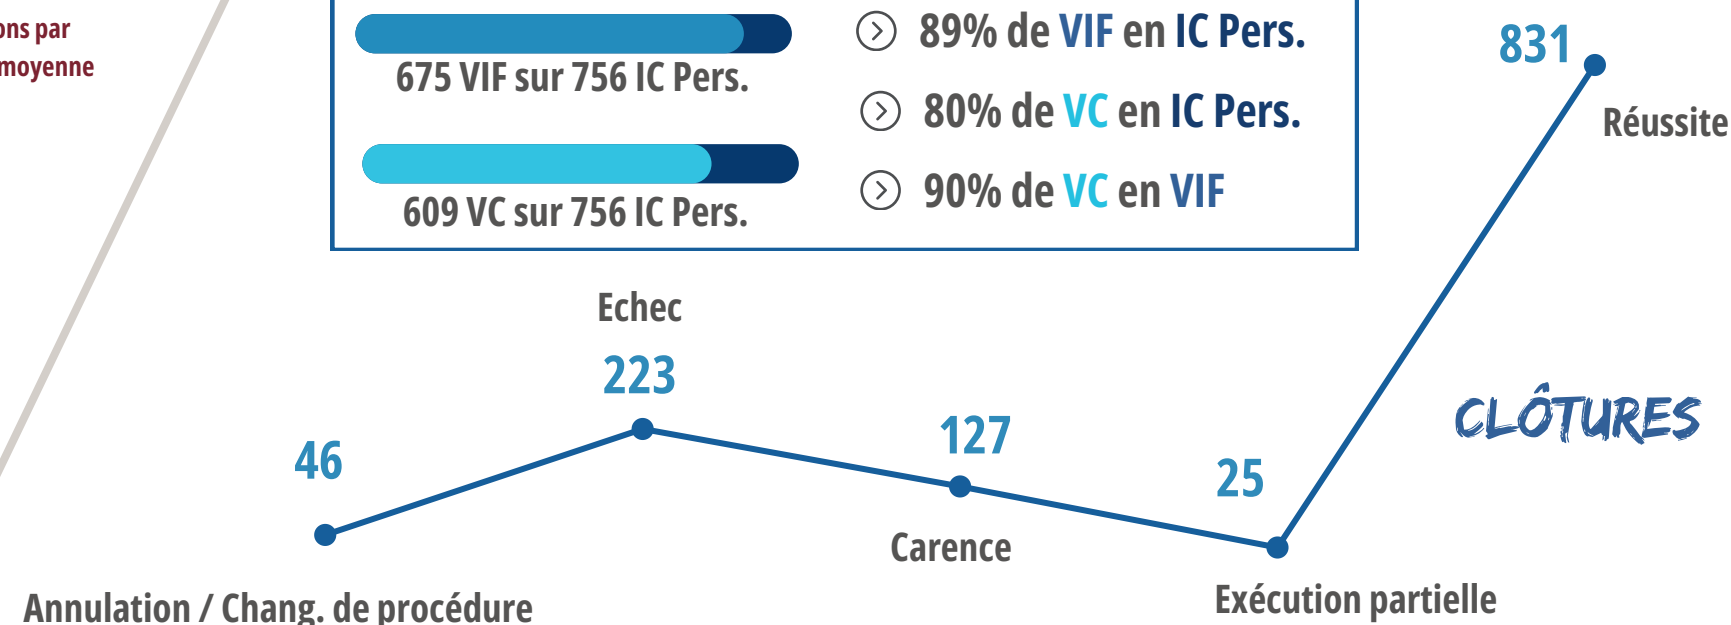 ons par
moyenne
675 VIF sur 756 IC Pers.
609 VC sur 756 IC Pers.
89% de VIF en IC Pers.
80% de VC en IC Pers.
90% de VC en VIF
831
Réussite
Echec
223
46
127
25
CLÔTURES
Carence
Exécution partielle
Annulation / Chang. de procédure